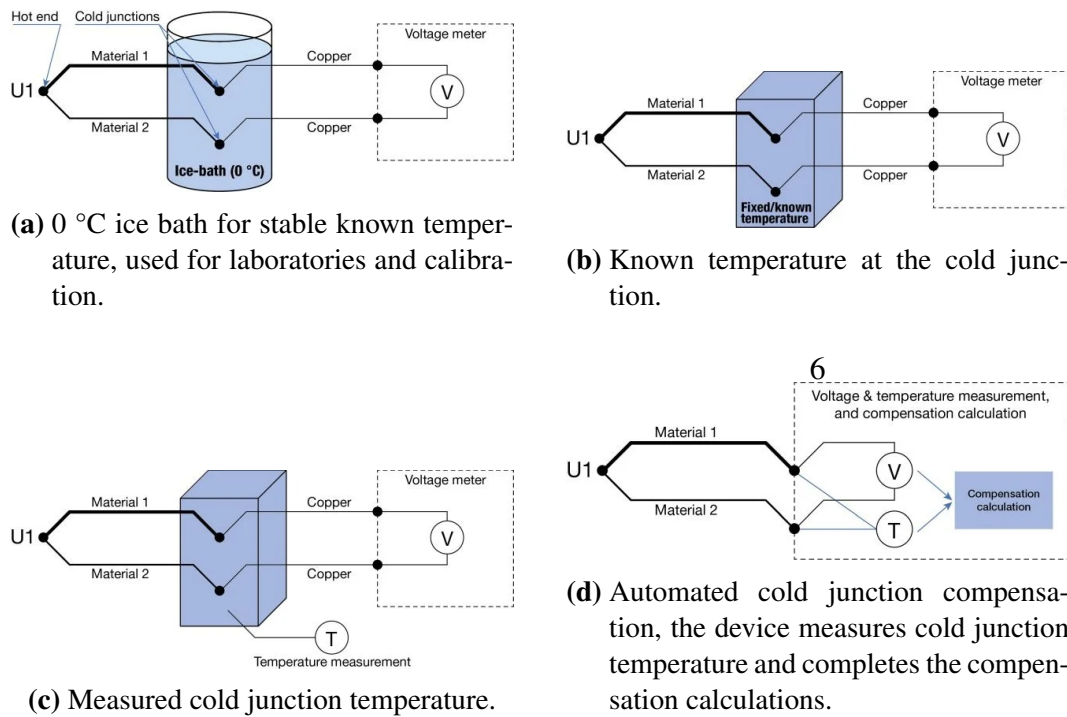 Hot end
Cold junctions
Material 1
Copper
Voltage meter
U1
V
Material 2
Copper
Ice-bath (0 °C)
(a) 0 °C ice bath for stable known temper-
ature, used for laboratories and calibra-
tion.
Voltage meter
Material 1
Copper
U1
V
Material 2
Copper
Fixed/known
temperature
(b) Known temperature at the cold junc-
tion.
Voltage meter
Material 1
Copper
U1
V
Material 2
Copper
T
Temperature measurement
(c) Measured cold junction temperature.
6
Voltage & temperature measurement,
and compensation calculation
Material 1
U1
V
Compensation
calculation
Material 2
T
(d) Automated cold junction compensa-
tion, the device measures cold junction
temperature and completes the compen-
sation calculations.